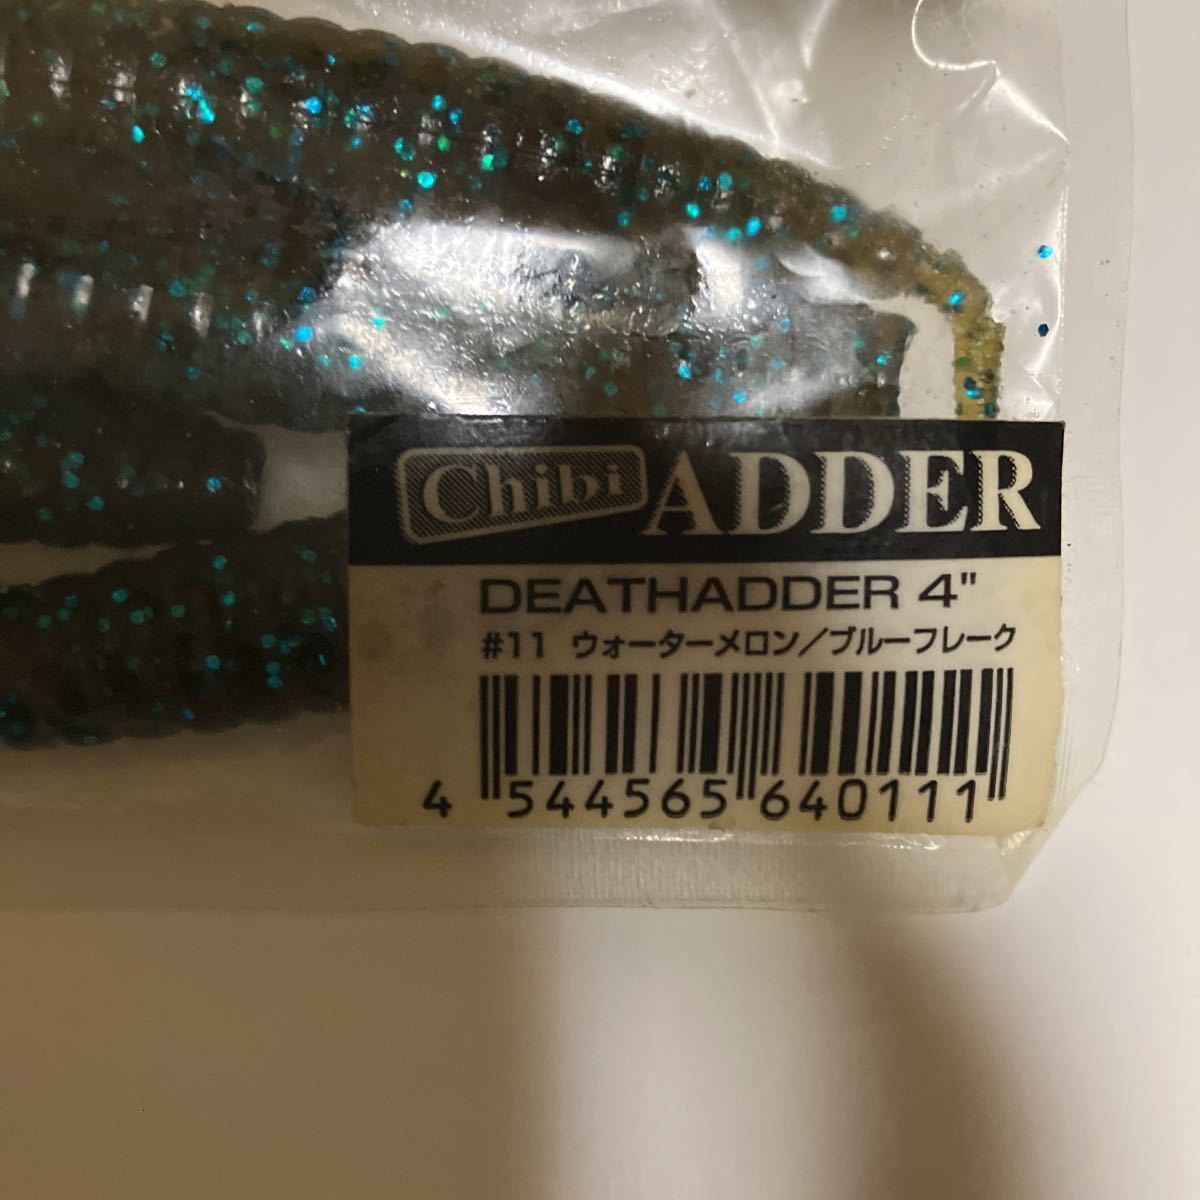 Chibi ADDER
DEATHADDER 4"
#11 ウォーターメロン/ブルーフレーク
4 544565 640111